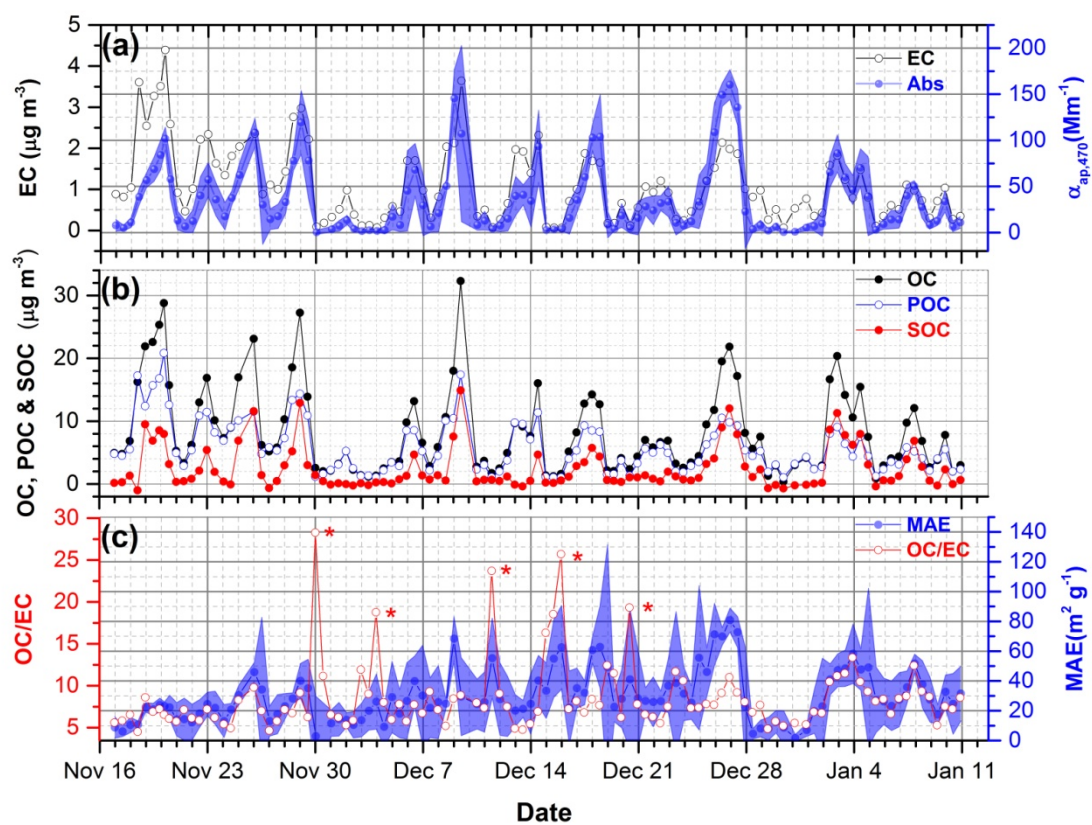 (a)
EC (μg m⁻³)
5
4
3
2
1
0
EC
Abs
200
150
100
50
0
α_ap,470 (Mm⁻¹)
(b)
OC, POC & SOC (μg m⁻³)
30
20
10
0
OC
POC
SOC
(c)
OC/EC
30
25
20
15
10
5
* * * * *
MAE
OC/EC
140
120
100
80
60
40
20
0
MAE(m² g⁻¹)
Nov 16 Nov 23 Nov 30 Dec 7 Dec 14 Dec 21 Dec 28 Jan 4 Jan 11
Date